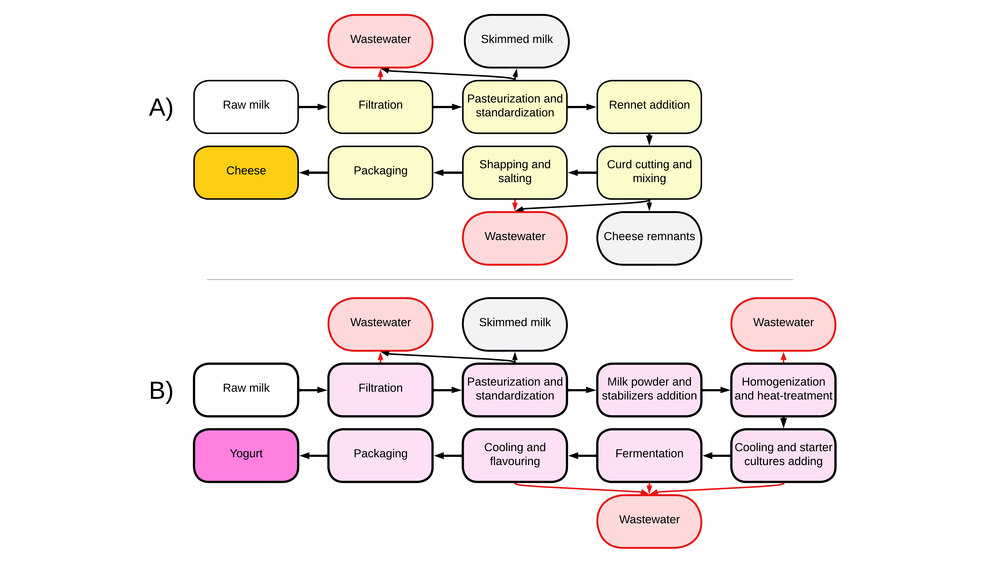 Wastewater
Skimmed milk
A)
Raw milk
Filtration
Pasteurization and
standardization
Rennet addition
Cheese
Packaging
Shapping and
salting
Curd cutting and
mixing
Wastewater
Cheese remnants
Wastewater
Skimmed milk
Wastewater
B)
Raw milk
Filtration
Pasteurization and
standardization
Milk powder and
stabilizers addition
Homogenization
and heat-treatment
Yogurt
Packaging
Cooling and
flavouring
Fermentation
Cooling and starter
cultures adding
Wastewater